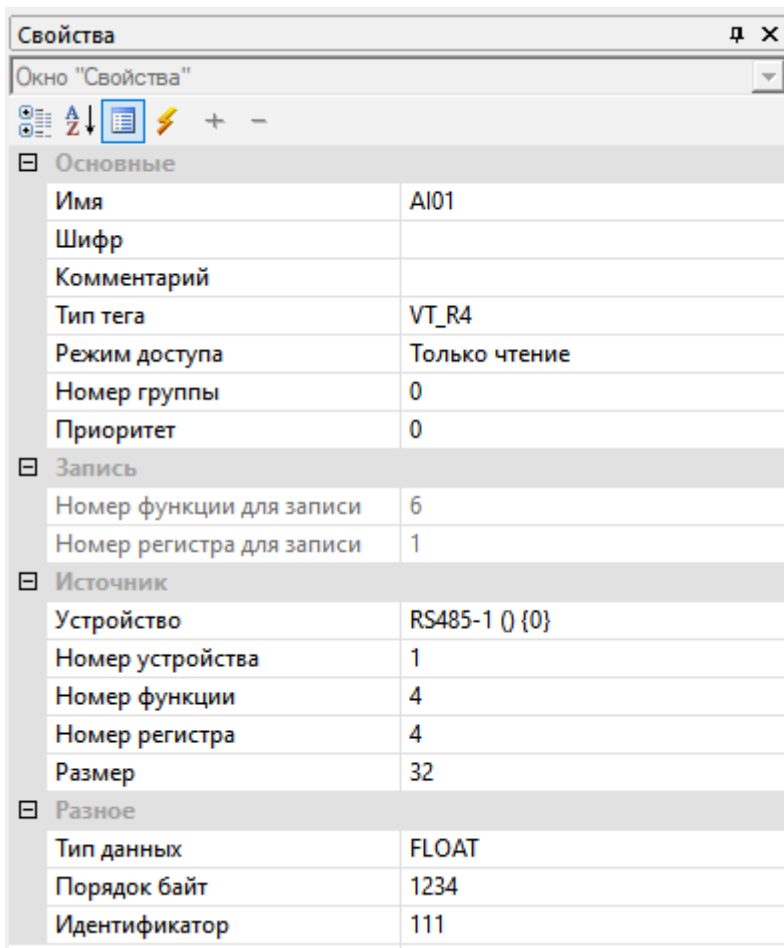 Свойства
Окно "Свойства"
Основные
Имя AI01
Шифр
Комментарий
Тип тега VT_R4
Режим доступа Только чтение
Номер группы 0
Приоритет 0
Запись
Номер функции для записи 6
Номер регистра для записи 1
Источник
Устройство RS485-1 () {0}
Номер устройства 1
Номер функции 4
Номер регистра 4
Размер 32
Разное
Тип данных FLOAT
Порядок байт 1234
Идентификатор 111